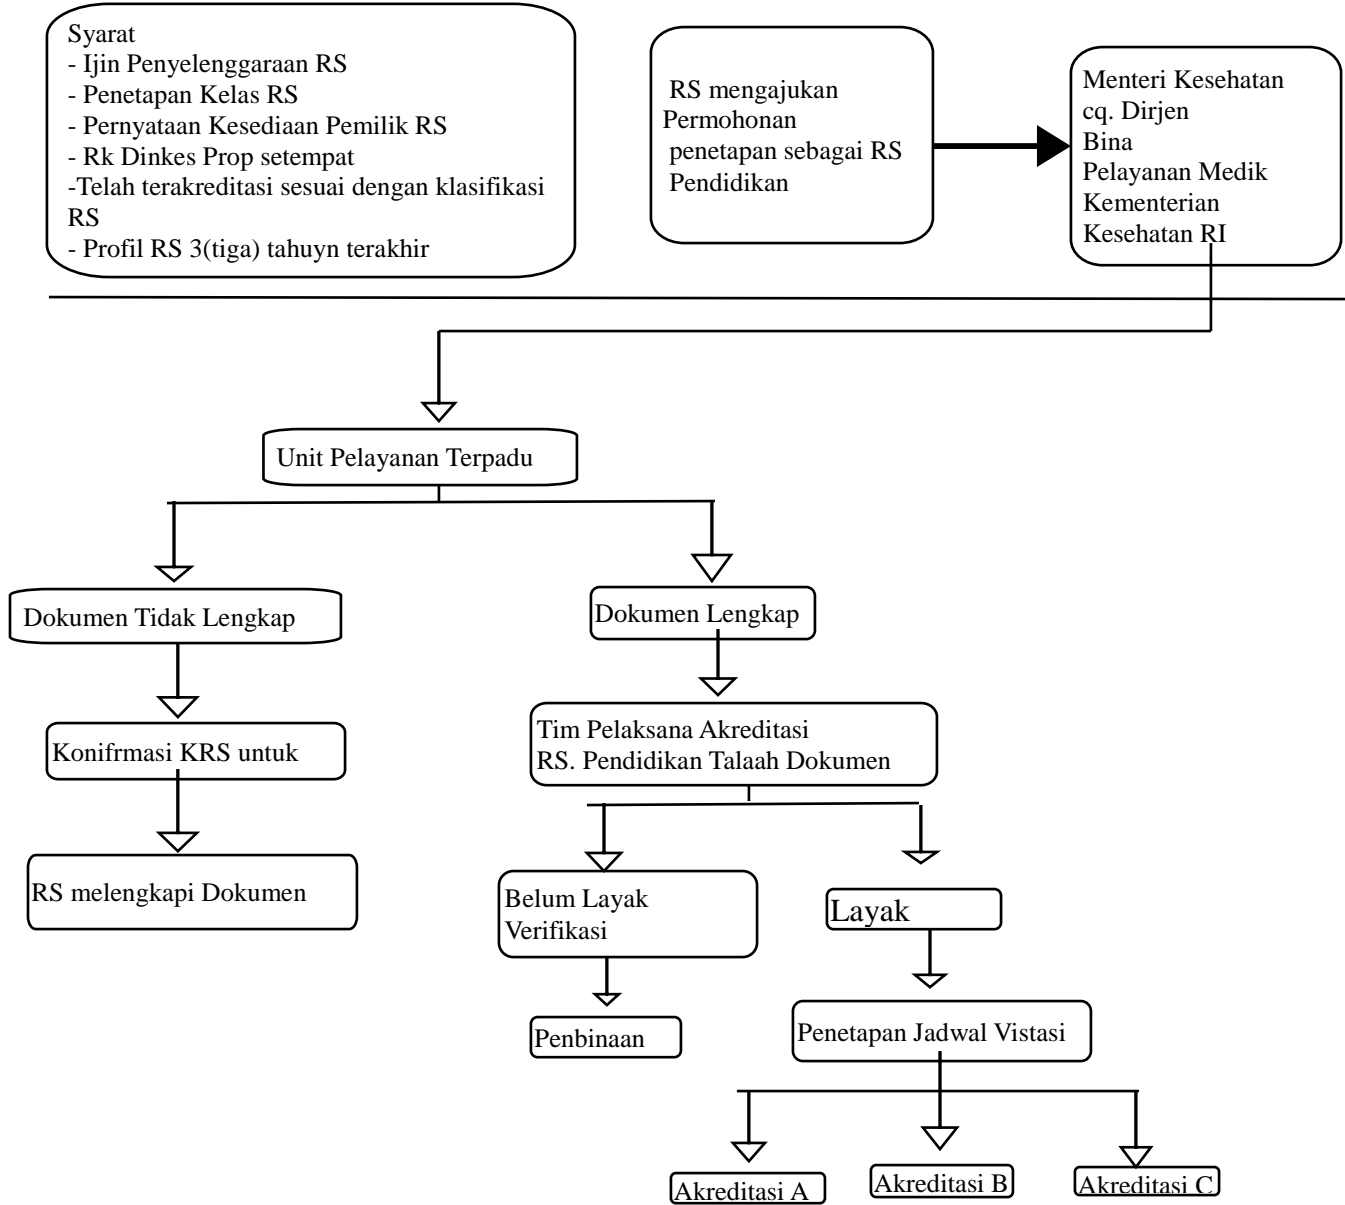 Syarat
- Ijin Penyelenggaraan RS
- Penetapan Kelas RS
- Pernyataan Kesediaan Pemilik RS
- Rk Dinkes Prop setempat
-Telah terakreditasi sesuai dengan klasifikasi
RS
- Profil RS 3(tiga) tahuyn terakhir
RS mengajukan
Permohonan
penetapan sebagai RS
Pendidikan
Menteri Kesehatan
cq. Dirjen
Bina
Pelayanan Medik
Kementerian
Kesehatan RI
Unit Pelayanan Terpadu
Dokumen Tidak Lengkap
Dokumen Lengkap
Konifrmasi KRS untuk
Tim Pelaksana Akreditasi
RS. Pendidikan Talaah Dokumen
RS melengkapi Dokumen
Belum Layak
Verifikasi
Layak
Penbinaan
Penetapan Jadwal Vistasi
Akreditasi A
Akreditasi B
Akreditasi C